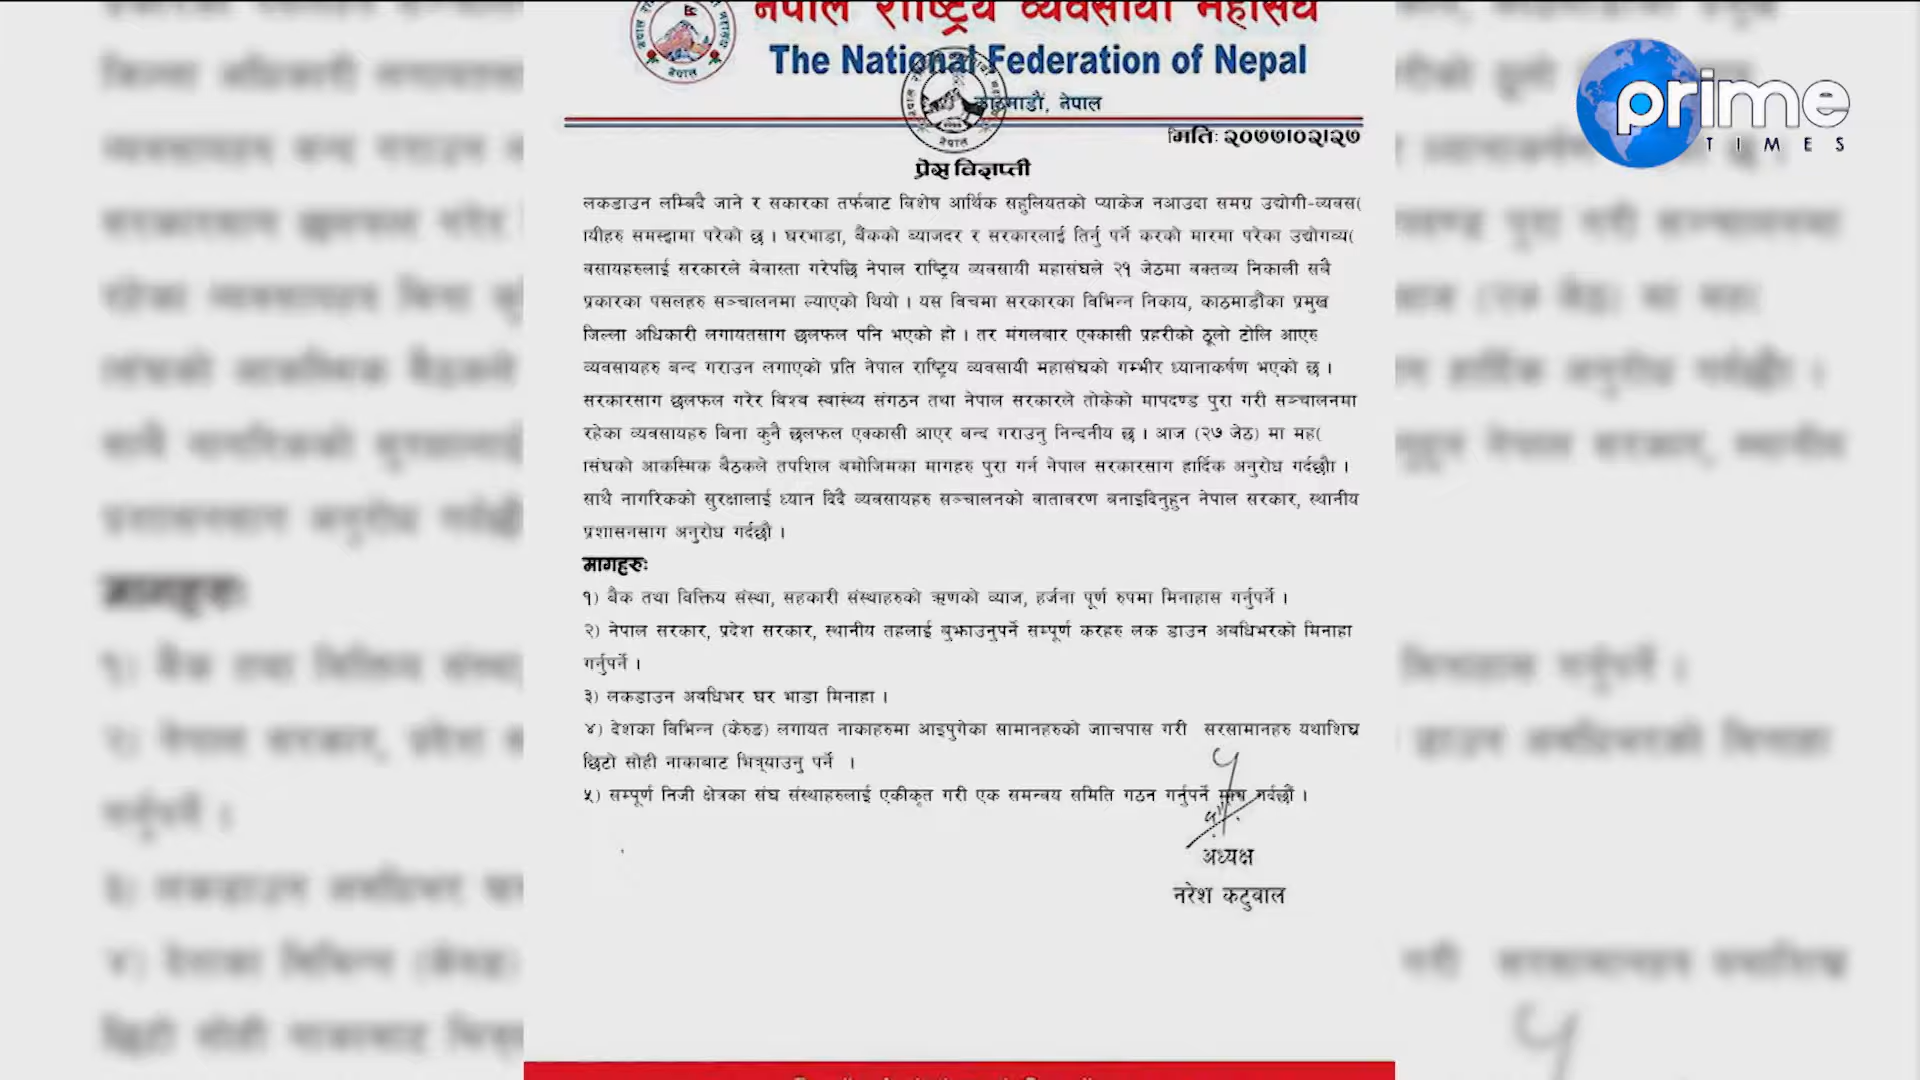 नेपाल राष्ट्रिय व्यवसायी महासंघ
The National Federation of Nepal
काठमाडौं, नेपाल
मितिः २०७७।०२।२७
प्रेस विज्ञप्ती
लकडाउन लम्बिदै जाने र सकारका तर्फबाट विशेष आर्थिक सहुलियतको प्याकेज नआउदा समग्र उद्योगी-व्यवस(
ायीहरु समस्यामा परेको छ । घरभाडा, बैंकको ब्याजदर र सरकारलाई तिर्नु पर्ने करको मारमा परेका उद्योगव्य(
वसायहरुलाई सरकारले बेवास्ता गरेपछि नेपाल राष्ट्रिय व्यवसायी महासंघले २१ जेठमा वक्तव्य निकाली सबै
प्रकारका पसलहरु सञ्चालनमा ल्याएको थियो । यस विचमा सरकारका विभिन्न निकाय, काठमाडौंका प्रमुख
जिल्ला अधिकारी लगायतसाग छलफल पनि भएको हो । तर मंगलबार एक्कासी प्रहरीको ठूलो टोलि आएरु
व्यवसायहरु बन्द गराउन लगाएको प्रति नेपाल राष्ट्रिय व्यवसायी महासंघको गम्भीर ध्यानाकर्षण भएको छ ।
सरकारसाग छलफल गरेर विश्व स्वास्थ्य संगठन तथा नेपाल सरकारले तोकेको मापदण्ड पुरा गरी सञ्चालनमा
रहेका व्यवसायहरु बिना कुनै छलफल एक्कासी आएर बन्द गराउनु निन्दनीय छ । आज (२७ जेठ) मा मह(
ासंघको आकस्मिक बैठकले तपशिल बमोजिमका मागहरु पुरा गर्न नेपाल सरकारसाग हार्दिक अनुरोध गर्दछौा ।
साथै नागरिकको सुरक्षालाई ध्यान दिदै व्यवसायहरु सञ्चालनको वातावरण बनाइदिनुहुन नेपाल सरकार, स्थानीय
प्रशासनसाग अनुरोध गर्दछौ ।
मागहरुः
१) बैंक तथा वित्तिय संस्था, सहकारी संस्थाहरुको ऋणको ब्याज, हर्जना पूर्ण रुपमा मिनाहास गर्नुपर्ने ।
२) नेपाल सरकार, प्रदेश सरकार, स्थानीय तहलाई बुझाउनुपर्ने सम्पूर्ण करहरु लक डाउन अवधिभरको मिनाहा
गर्नुपर्ने ।
३) लकडाउन अवधिभर घर भाडा मिनाहा ।
४) देशका विभिन्न (केरुङ) लगायत नाकाहरुमा आइपुगेका सामानहरुको जााचपास गरी सरसामानहरु यथाशिघ्र
छिटो सोही नाकाबाट भित्र्याउनु पर्ने ।
५) सम्पूर्ण निजी क्षेत्रका संघ संस्थाहरुलाई एकीकृत गरी एक समन्वय समिति गठन गर्नुपर्ने माग गर्दछौं ।
अध्यक्ष
नरेश कटुवाल
prime
TIMES